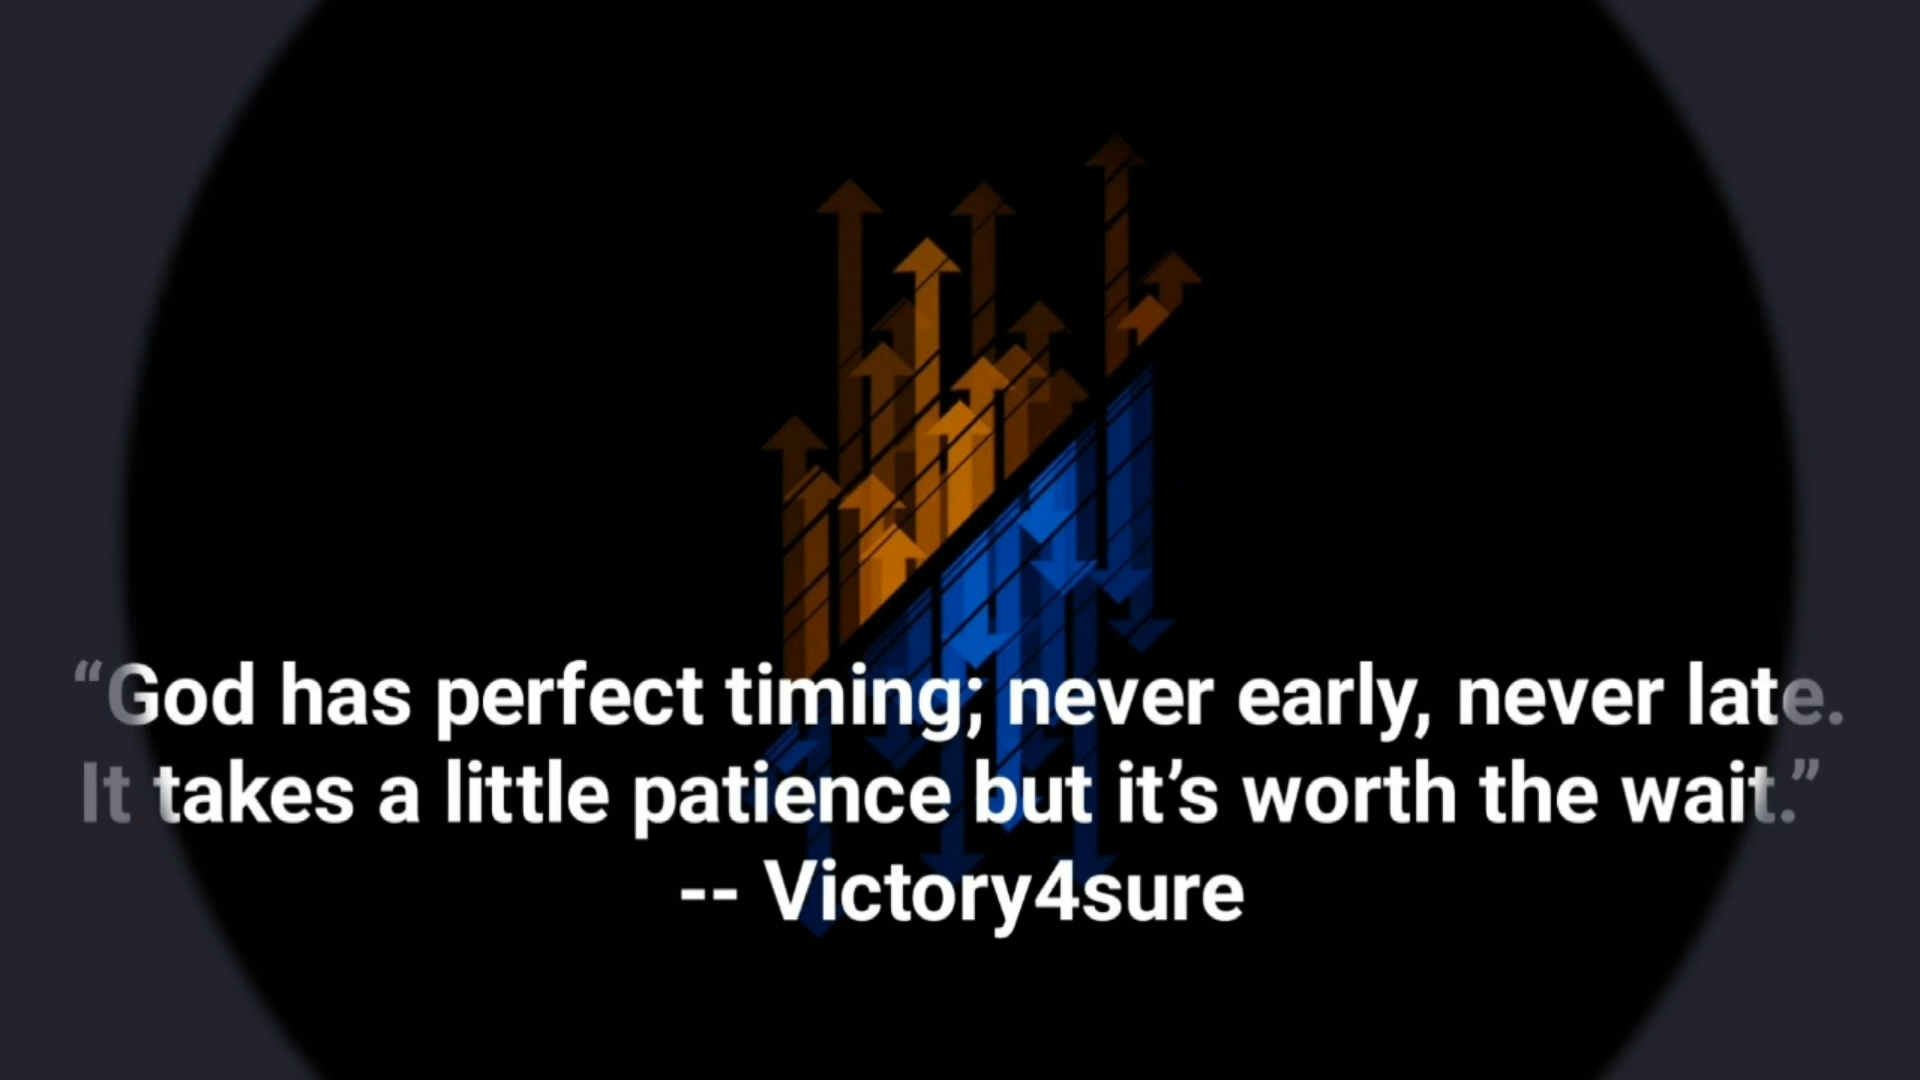 “God has perfect timing; never early, never late.
It takes a little patience but it’s worth the wait.”
-- Victory4sure